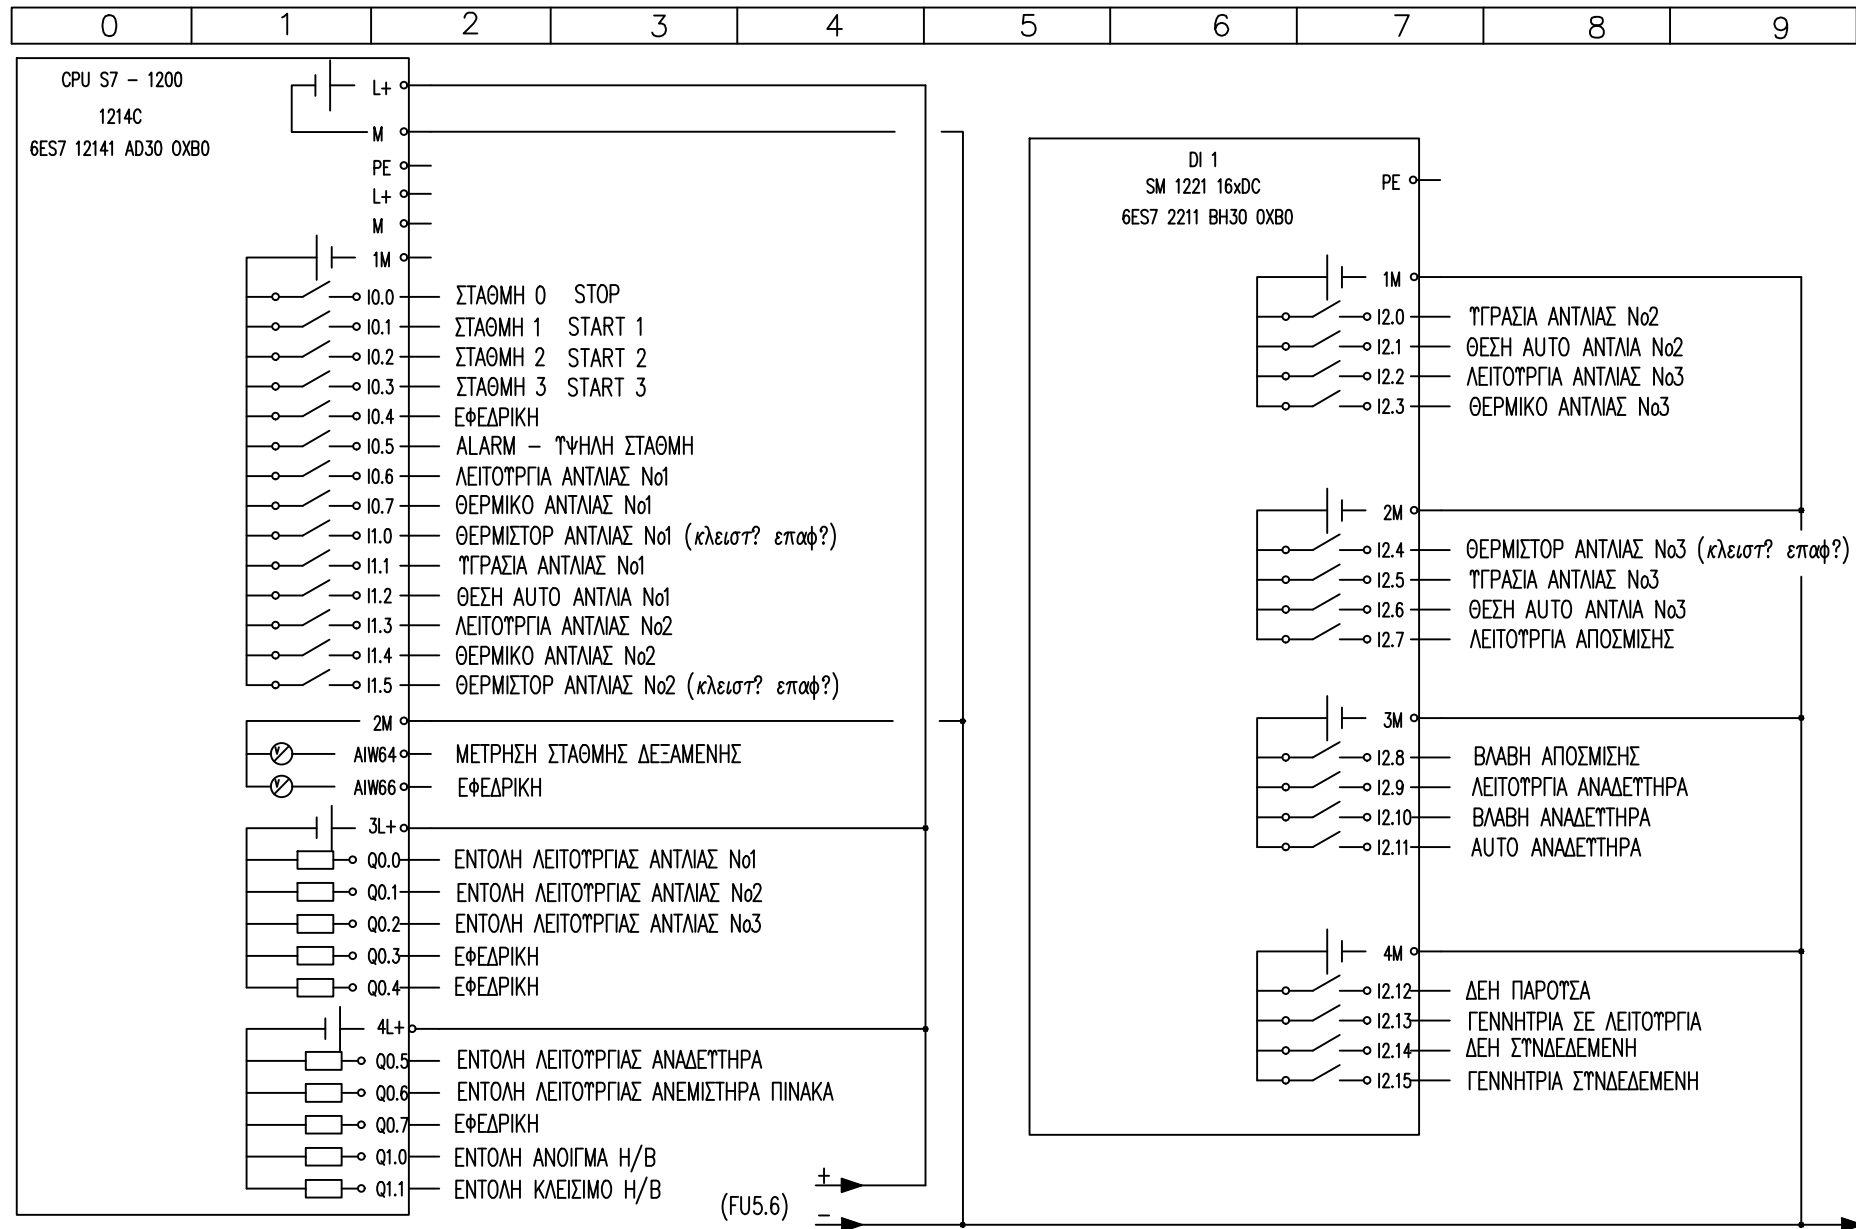 0 1 2 3 4 5 6 7 8 9
CPU S7 - 1200
1214C
6ES7 12141 AD30 0XB0
L+
M
PE
L+
M
1M
I0.0 ΣΤΑΘΜΗ 0 STOP
I0.1 ΣΤΑΘΜΗ 1 START 1
I0.2 ΣΤΑΘΜΗ 2 START 2
I0.3 ΣΤΑΘΜΗ 3 START 3
I0.4 ΕΦΕΔΡΙΚΗ
I0.5 ALARM - ΥΨΗΛΗ ΣΤΑΘΜΗ
I0.6 ΛΕΙΤΟΥΡΓΙΑ ΑΝΤΛΙΑΣ No1
I0.7 ΘΕΡΜΙΚΟ ΑΝΤΛΙΑΣ No1
I1.0 ΘΕΡΜΙΣΤΟΡ ΑΝΤΛΙΑΣ No1 (κλειστ? επαφ?)
I1.1 ΥΓΡΑΣΙΑ ΑΝΤΛΙΑΣ No1
I1.2 ΘΕΣΗ AUTO ΑΝΤΛΙΑ No1
I1.3 ΛΕΙΤΟΥΡΓΙΑ ΑΝΤΛΙΑΣ No2
I1.4 ΘΕΡΜΙΚΟ ΑΝΤΛΙΑΣ No2
I1.5 ΘΕΡΜΙΣΤΟΡ ΑΝΤΛΙΑΣ No2 (κλειστ? επαφ?)
2M
V AIW64 ΜΕΤΡΗΣΗ ΣΤΑΘΜΗΣ ΔΕΞΑΜΕΝΗΣ
V AIW66 ΕΦΕΔΡΙΚΗ
3L+
Q0.0 ΕΝΤΟΛΗ ΛΕΙΤΟΥΡΓΙΑΣ ΑΝΤΛΙΑΣ No1
Q0.1 ΕΝΤΟΛΗ ΛΕΙΤΟΥΡΓΙΑΣ ΑΝΤΛΙΑΣ No2
Q0.2 ΕΝΤΟΛΗ ΛΕΙΤΟΥΡΓΙΑΣ ΑΝΤΛΙΑΣ No3
Q0.3 ΕΦΕΔΡΙΚΗ
Q0.4 ΕΦΕΔΡΙΚΗ
4L+
Q0.5 ΕΝΤΟΛΗ ΛΕΙΤΟΥΡΓΙΑΣ ΑΝΑΔΕΥΤΗΡΑ
Q0.6 ΕΝΤΟΛΗ ΛΕΙΤΟΥΡΓΙΑΣ ΑΝΕΜΙΣΤΗΡΑ ΠΙΝΑΚΑ
Q0.7 ΕΦΕΔΡΙΚΗ
Q1.0 ΕΝΤΟΛΗ ΑΝΟΙΓΜΑ Η/Β
Q1.1 ΕΝΤΟΛΗ ΚΛΕΙΣΙΜΟ Η/Β
(FU5.6) + -
DI 1
SM 1221 16xDC
6ES7 2211 BH30 0XB0
PE
1M
I2.0 ΥΓΡΑΣΙΑ ΑΝΤΛΙΑΣ No2
I2.1 ΘΕΣΗ AUTO ΑΝΤΛΙΑ No2
I2.2 ΛΕΙΤΟΥΡΓΙΑ ΑΝΤΛΙΑΣ No3
I2.3 ΘΕΡΜΙΚΟ ΑΝΤΛΙΑΣ No3
2M
I2.4 ΘΕΡΜΙΣΤΟΡ ΑΝΤΛΙΑΣ No3 (κλειστ? επαφ?)
I2.5 ΥΓΡΑΣΙΑ ΑΝΤΛΙΑΣ No3
I2.6 ΘΕΣΗ AUTO ΑΝΤΛΙΑ No3
I2.7 ΛΕΙΤΟΥΡΓΙΑ ΑΠΟΣΜΙΣΗΣ
3M
I2.8 ΒΛΑΒΗ ΑΠΟΣΜΙΣΗΣ
I2.9 ΛΕΙΤΟΥΡΓΙΑ ΑΝΑΔΕΥΤΗΡΑ
I2.10 ΒΛΑΒΗ ΑΝΑΔΕΥΤΗΡΑ
I2.11 AUTO ΑΝΑΔΕΥΤΗΡΑ
4M
I2.12 ΔΕΗ ΠΑΡΟΥΣΑ
I2.13 ΓΕΝΝΗΤΡΙΑ ΣΕ ΛΕΙΤΟΥΡΓΙΑ
I2.14 ΔΕΗ ΣΥΝΔΕΔΕΜΕΝΗ
I2.15 ΓΕΝΝΗΤΡΙΑ ΣΥΝΔΕΔΕΜΕΝΗ